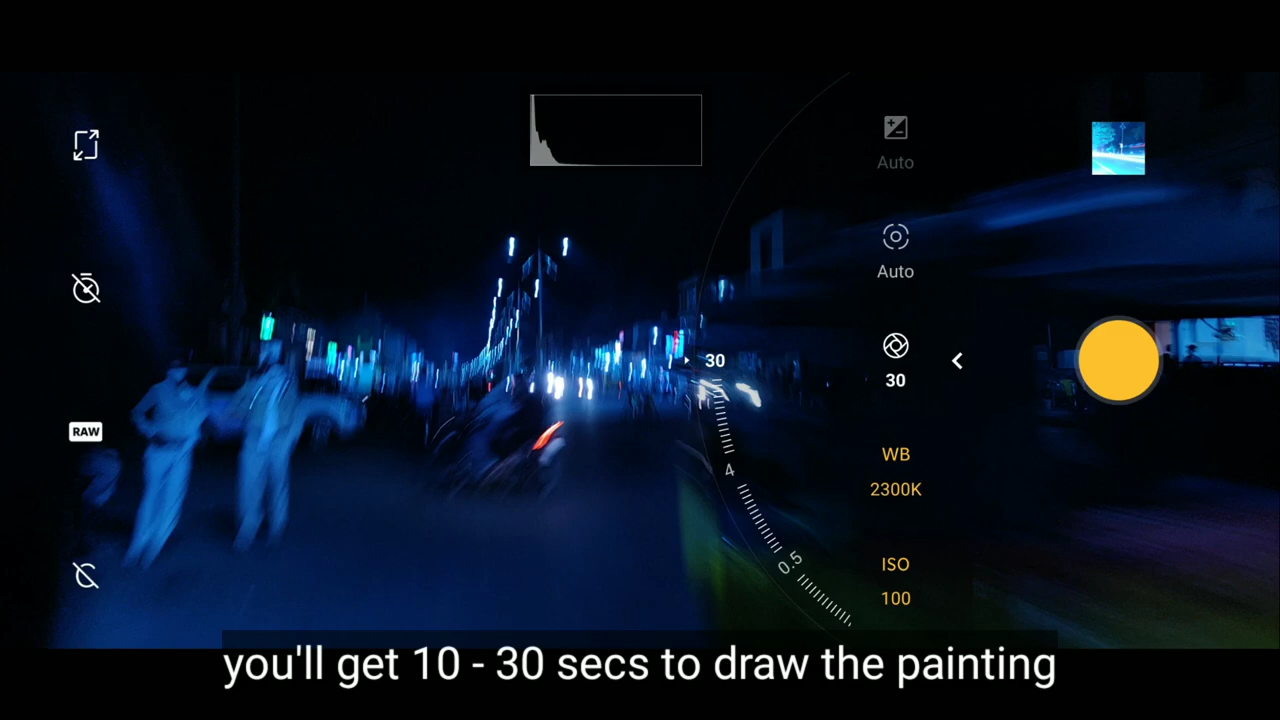 Auto
Auto
30
30
RAW
4
WB
2300K
0.5
ISO
100
you'll get 10 - 30 secs to draw the painting